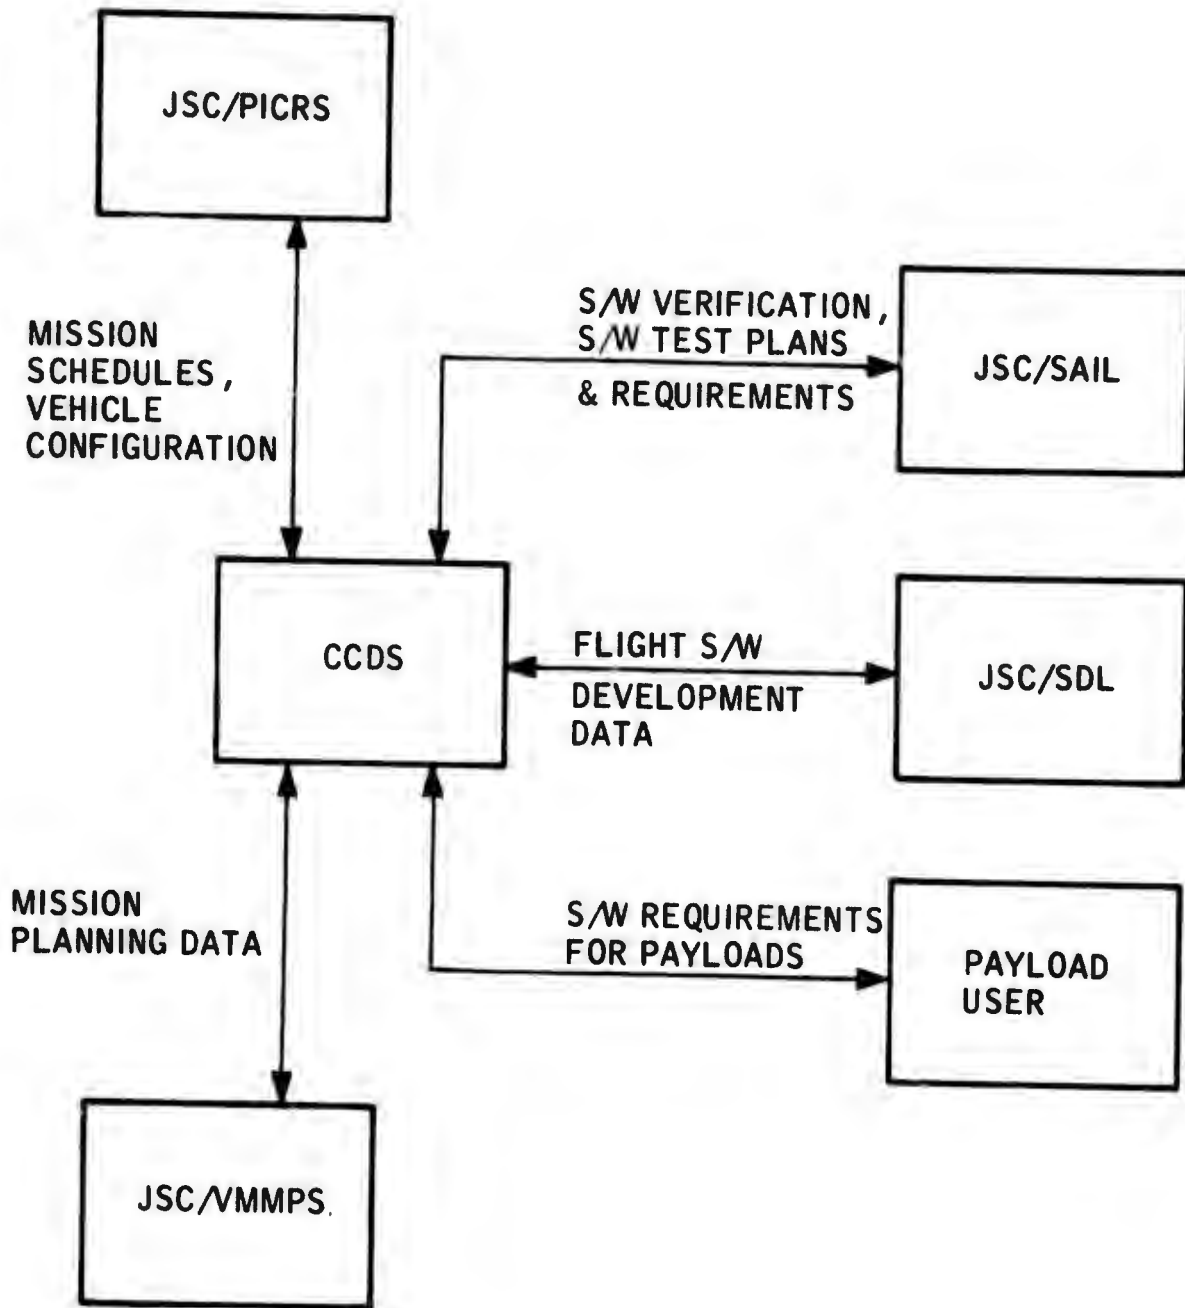 JSC/PICRS
MISSION
SCHEDULES,
VEHICLE
CONFIGURATION
S/W VERIFICATION,
S/W TEST PLANS
& REQUIREMENTS
JSC/SAIL
CCDS
FLIGHT S/W
DEVELOPMENT
DATA
JSC/SDL
MISSION
PLANNING DATA
S/W REQUIREMENTS
FOR PAYLOADS
PAYLOAD
USER
JSC/VMMPS